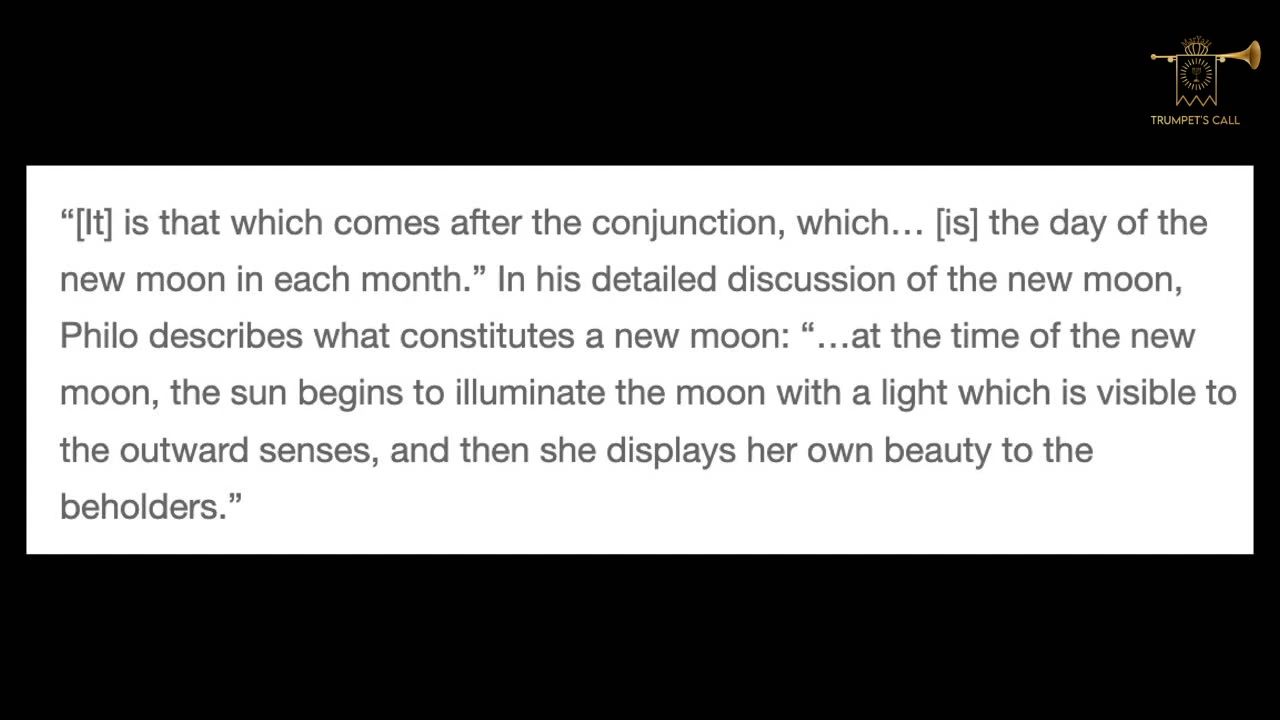 TRUMPET'S CALL
“[It] is that which comes after the conjunction, which… [is] the day of the
new moon in each month.” In his detailed discussion of the new moon,
Philo describes what constitutes a new moon: “…at the time of the new
moon, the sun begins to illuminate the moon with a light which is visible to
the outward senses, and then she displays her own beauty to the
beholders.”